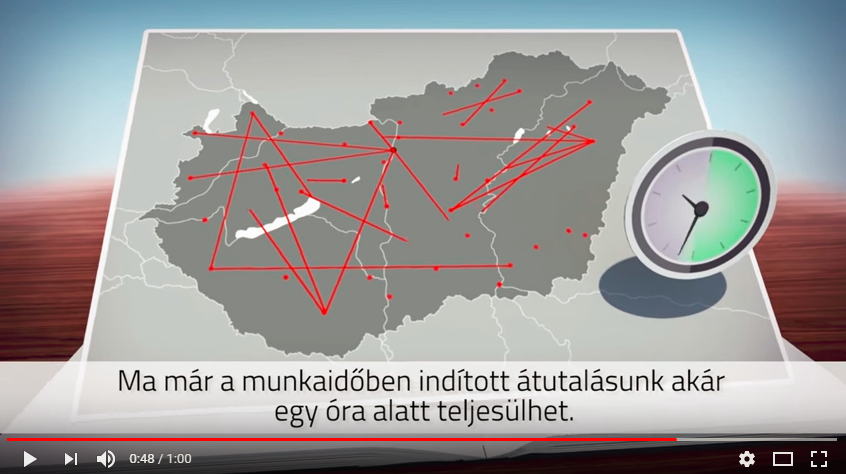 Ma már a munkaidőben indított átutalásunk akár
egy óra alatt teljesülhet.
0:48 / 1:00